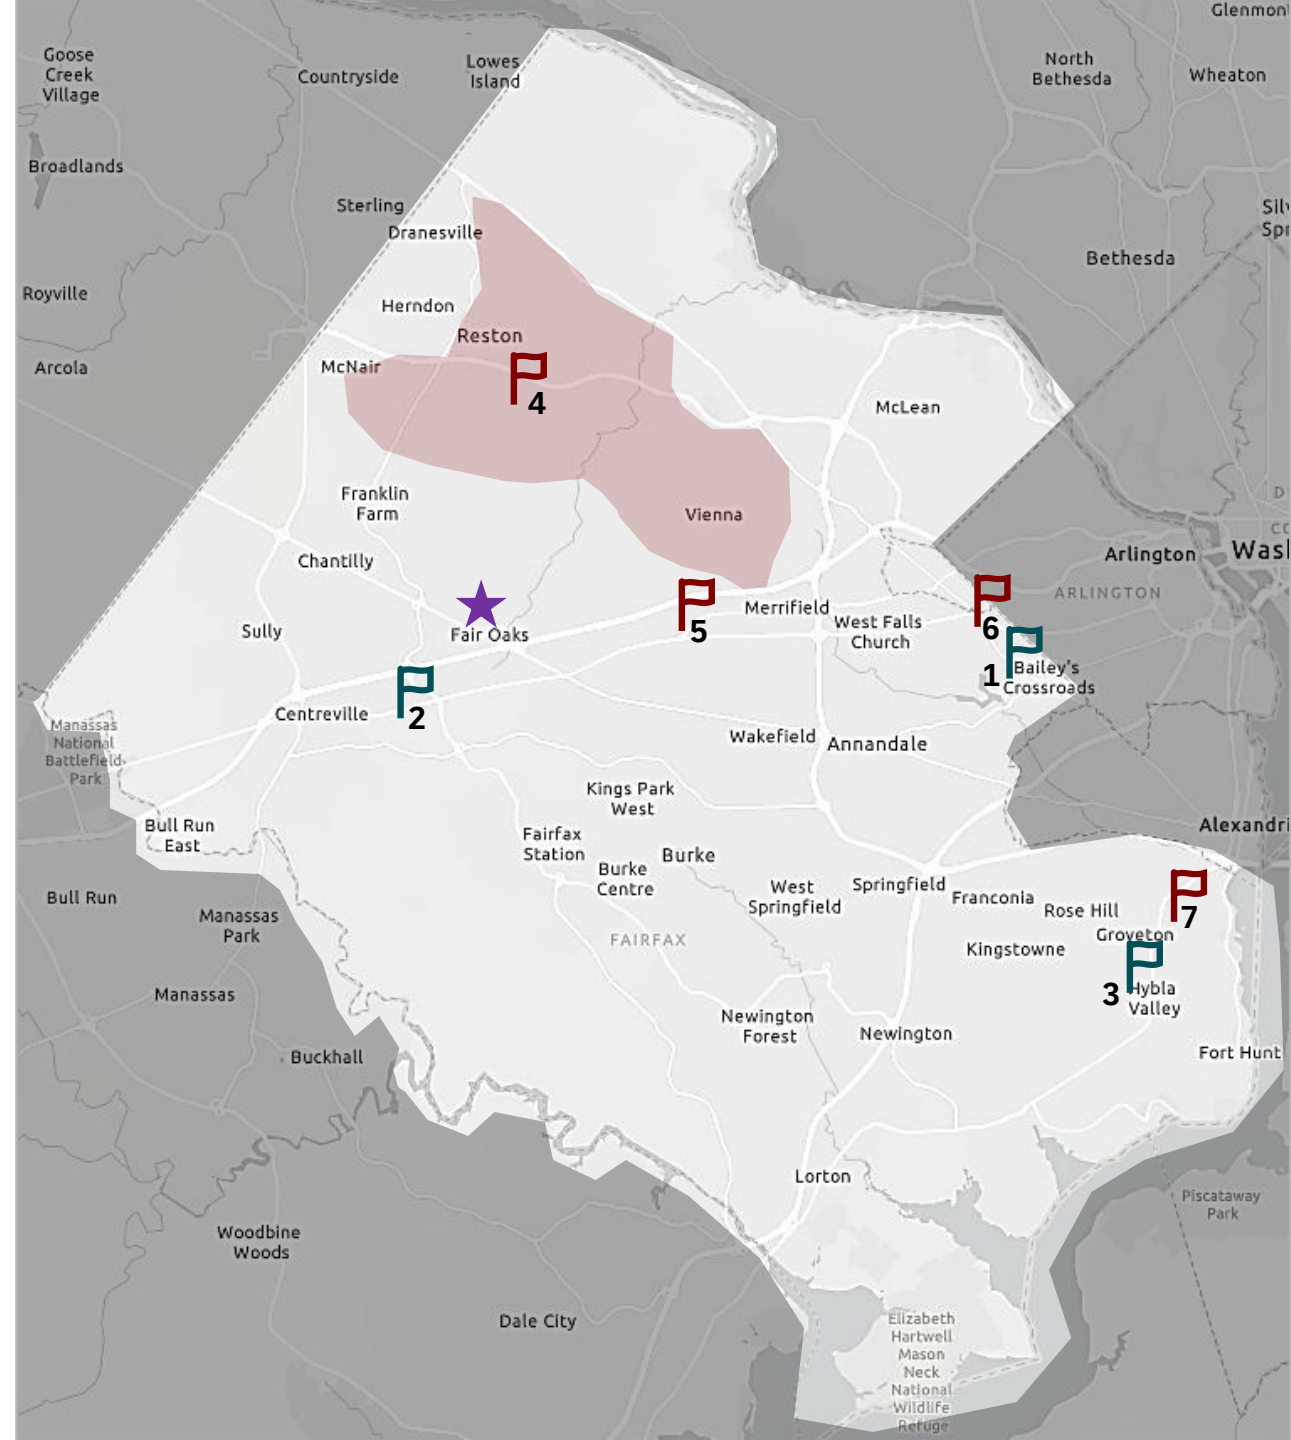 Glenmon
Goose
Creek
Village
Countryside
Lowes
Island
North
Bethesda
Wheaton
Broadlands
Sterling
Dranesville
Silv
Spr
Bethesda
Royville
Herndon
Reston
Arcola
McNair
4
McLean
Franklin
Farm
Vienna
D
CO
Chantilly
Arlington
Wasl
ARLINGTON
Merrifield
5
West Falls
Church
6
Sully
Fair Oaks
1
Bailey's
Crossroads
2
Centreville
Manassas
National
Battlefield
Park
Wakefield
Annandale
Kings Park
West
Bull Run
East
Fairfax
Station
Burke
Burke
Centre
Alexandri
Springfield
West
Springfield
Franconia
Rose Hill
7
Bull Run
Manassas
Park
FAIRFAX
Groveton
Kingstowne
3
Hybla
Valley
Manassas
Newington
Forest
Newington
Buckhall
Fort Hunt
Lorton
Piscataway
Park
Woodbine
Woods
Dale City
Elizabeth
Hartwell
Mason
Neck
National
Wildlife
Refuge